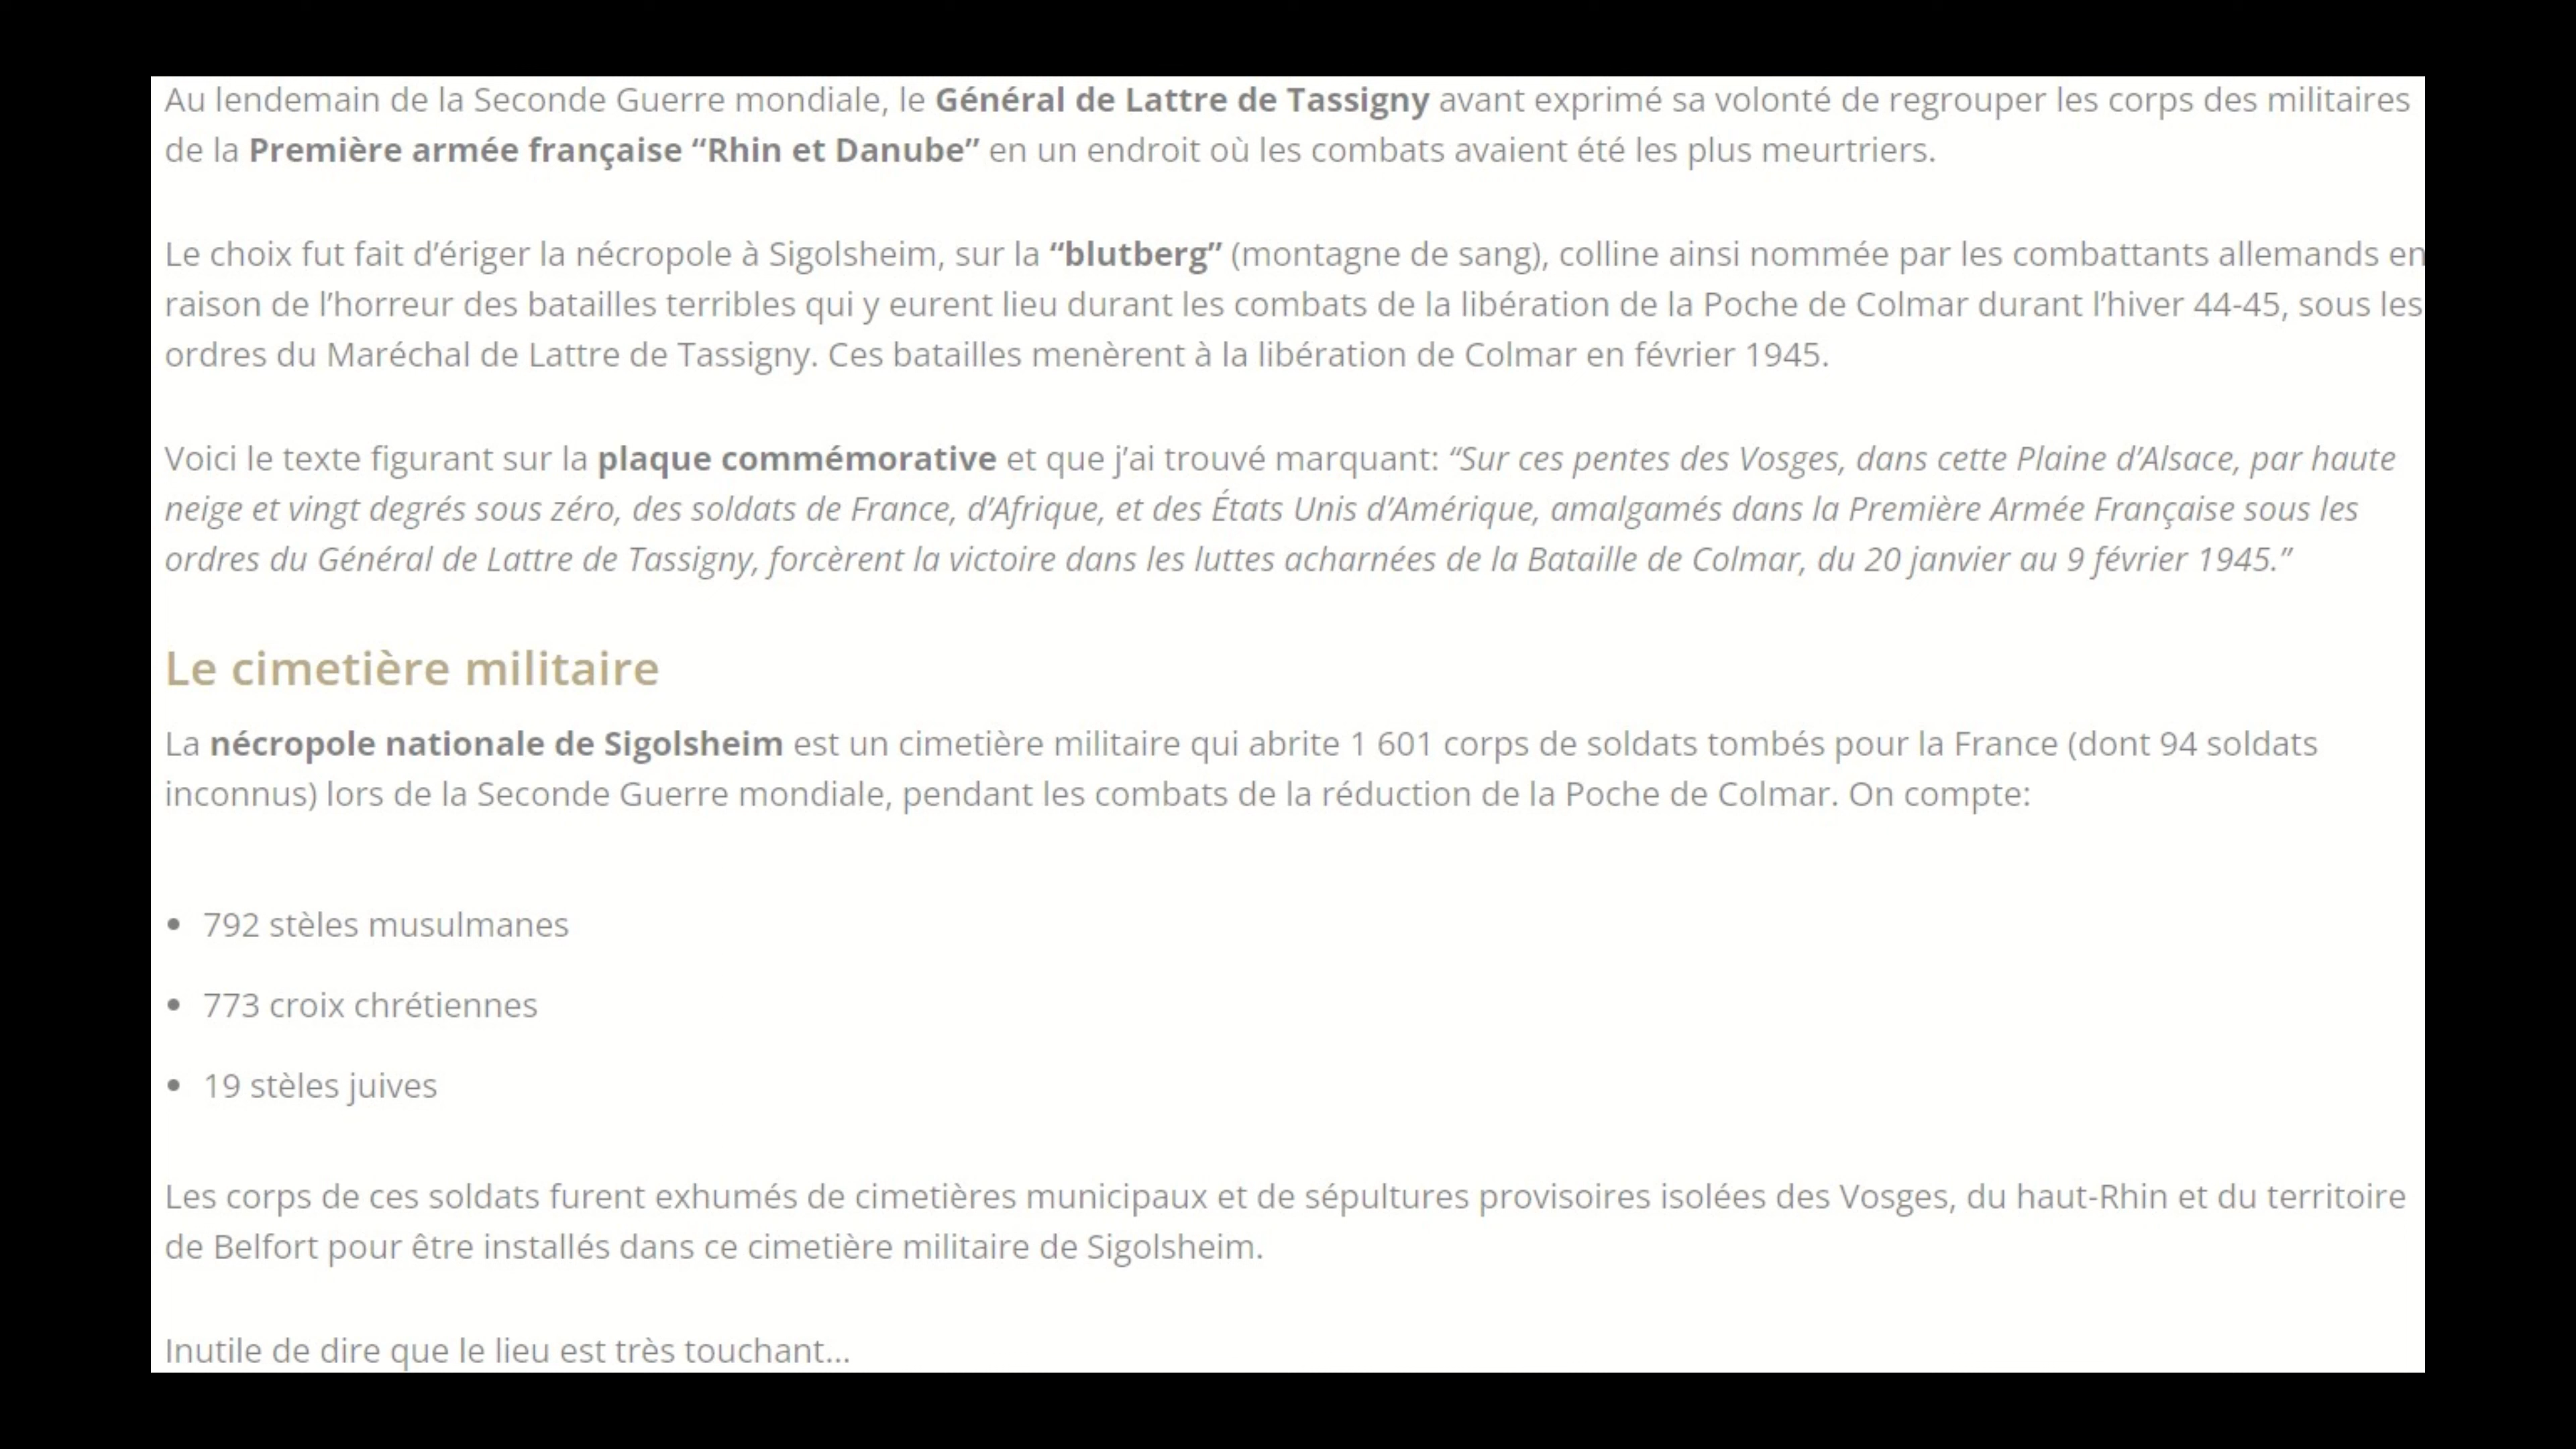 Au lendemain de la Seconde Guerre mondiale, le Général de Lattre de Tassigny avant exprimé sa volonté de regrouper les corps des militaires
de la Première armée française “Rhin et Danube” en un endroit où les combats avaient été les plus meurtriers.
Le choix fut fait d’ériger la nécropole à Sigolsheim, sur la “blutberg” (montagne de sang), colline ainsi nommée par les combattants allemands en
raison de l’horreur des batailles terribles qui y eurent lieu durant les combats de la libération de la Poche de Colmar durant l’hiver 44-45, sous les
ordres du Maréchal de Lattre de Tassigny. Ces batailles menèrent à la libération de Colmar en février 1945.
Voici le texte figurant sur la plaque commémorative et que j’ai trouvé marquant: “Sur ces pentes des Vosges, dans cette Plaine d’Alsace, par haute
neige et vingt degrés sous zéro, des soldats de France, d’Afrique, et des États Unis d’Amérique, amalgamés dans la Première Armée Française sous les
ordres du Général de Lattre de Tassigny, forcèrent la victoire dans les luttes acharnées de la Bataille de Colmar, du 20 janvier au 9 février 1945.”
Le cimetière militaire
La nécropole nationale de Sigolsheim est un cimetière militaire qui abrite 1 601 corps de soldats tombés pour la France (dont 94 soldats
inconnus) lors de la Seconde Guerre mondiale, pendant les combats de la réduction de la Poche de Colmar. On compte:
• 792 stèles musulmanes
• 773 croix chrétiennes
• 19 stèles juives
Les corps de ces soldats furent exhumés de cimetières municipaux et de sépultures provisoires isolées des Vosges, du haut-Rhin et du territoire
de Belfort pour être installés dans ce cimetière militaire de Sigolsheim.
Inutile de dire que le lieu est très touchant…